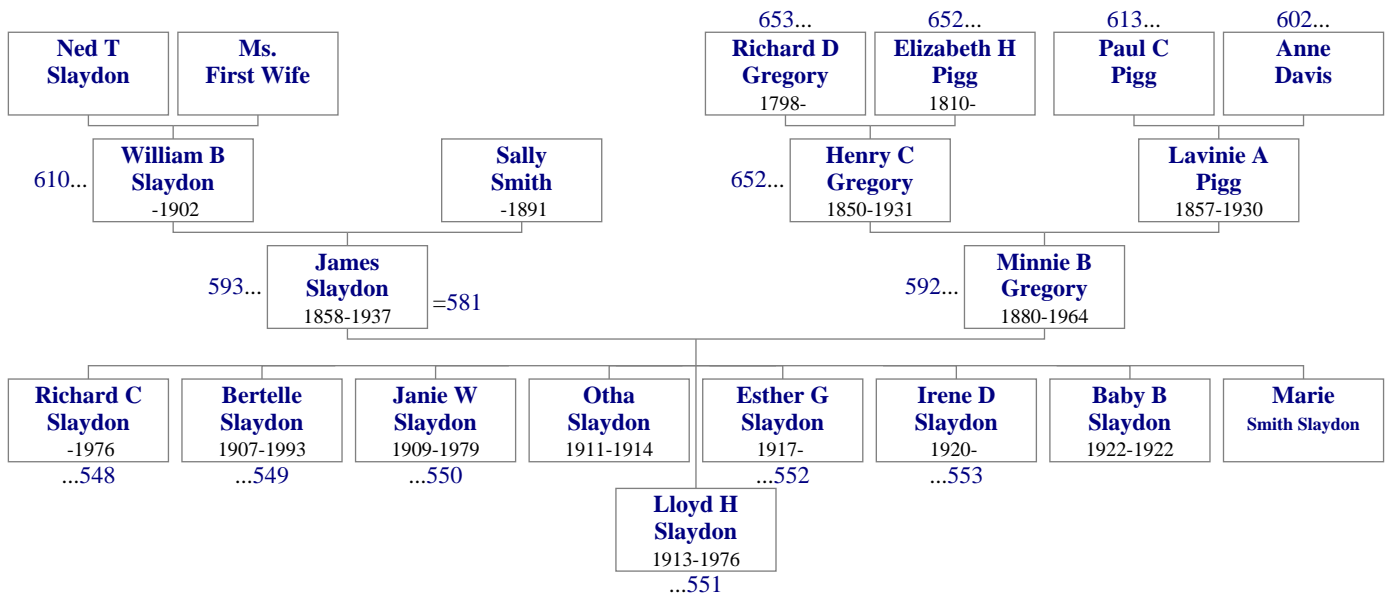 653...
652...
613...
602...
Ned T
Slaydon
Ms.
First Wife
Richard D
Gregory
1798-
Elizabeth H
Pigg
1810-
Paul C
Pigg
Anne
Davis
610...
William B
Slaydon
-1902
Sally
Smith
-1891
652...
Henry C
Gregory
1850-1931
Lavinie A
Pigg
1857-1930
593...
James
Slaydon
1858-1937
=581
592...
Minnie B
Gregory
1880-1964
Richard C
Slaydon
-1976
...548
Bertelle
Slaydon
1907-1993
...549
Janie W
Slaydon
1909-1979
...550
Otha
Slaydon
1911-1914
Esther G
Slaydon
1917-
...552
Irene D
Slaydon
1920-
...553
Baby B
Slaydon
1922-1922
Marie
Smith Slaydon
Lloyd H
Slaydon
1913-1976
...551